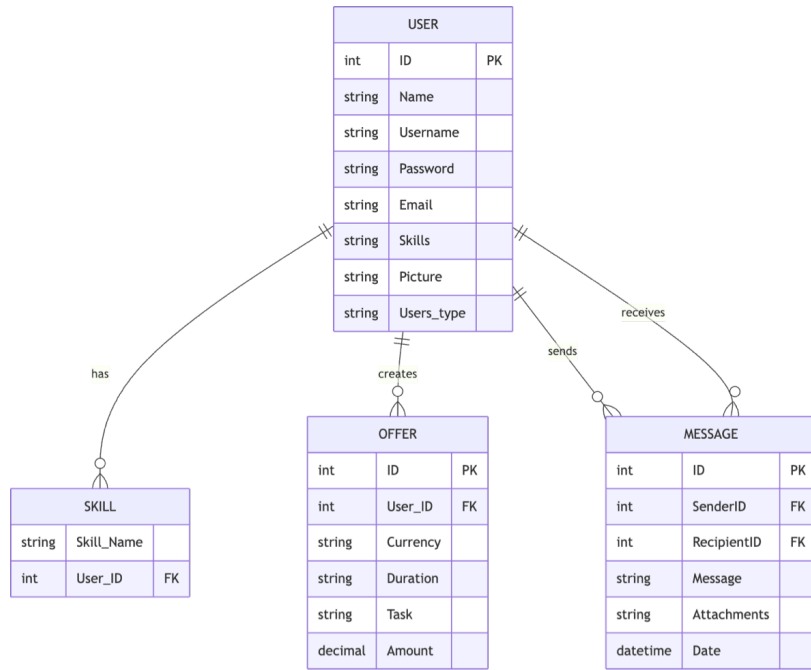 USER
int ID PK
string Name
string Username
string Password
string Email
string Skills
string Picture
string Users_type
has
creates
sends
receives
SKILL
string Skill_Name
int User_ID FK
OFFER
int ID PK
int User_ID FK
string Currency
string Duration
string Task
decimal Amount
MESSAGE
int ID PK
int SenderID FK
int RecipientID FK
string Message
string Attachments
datetime Date